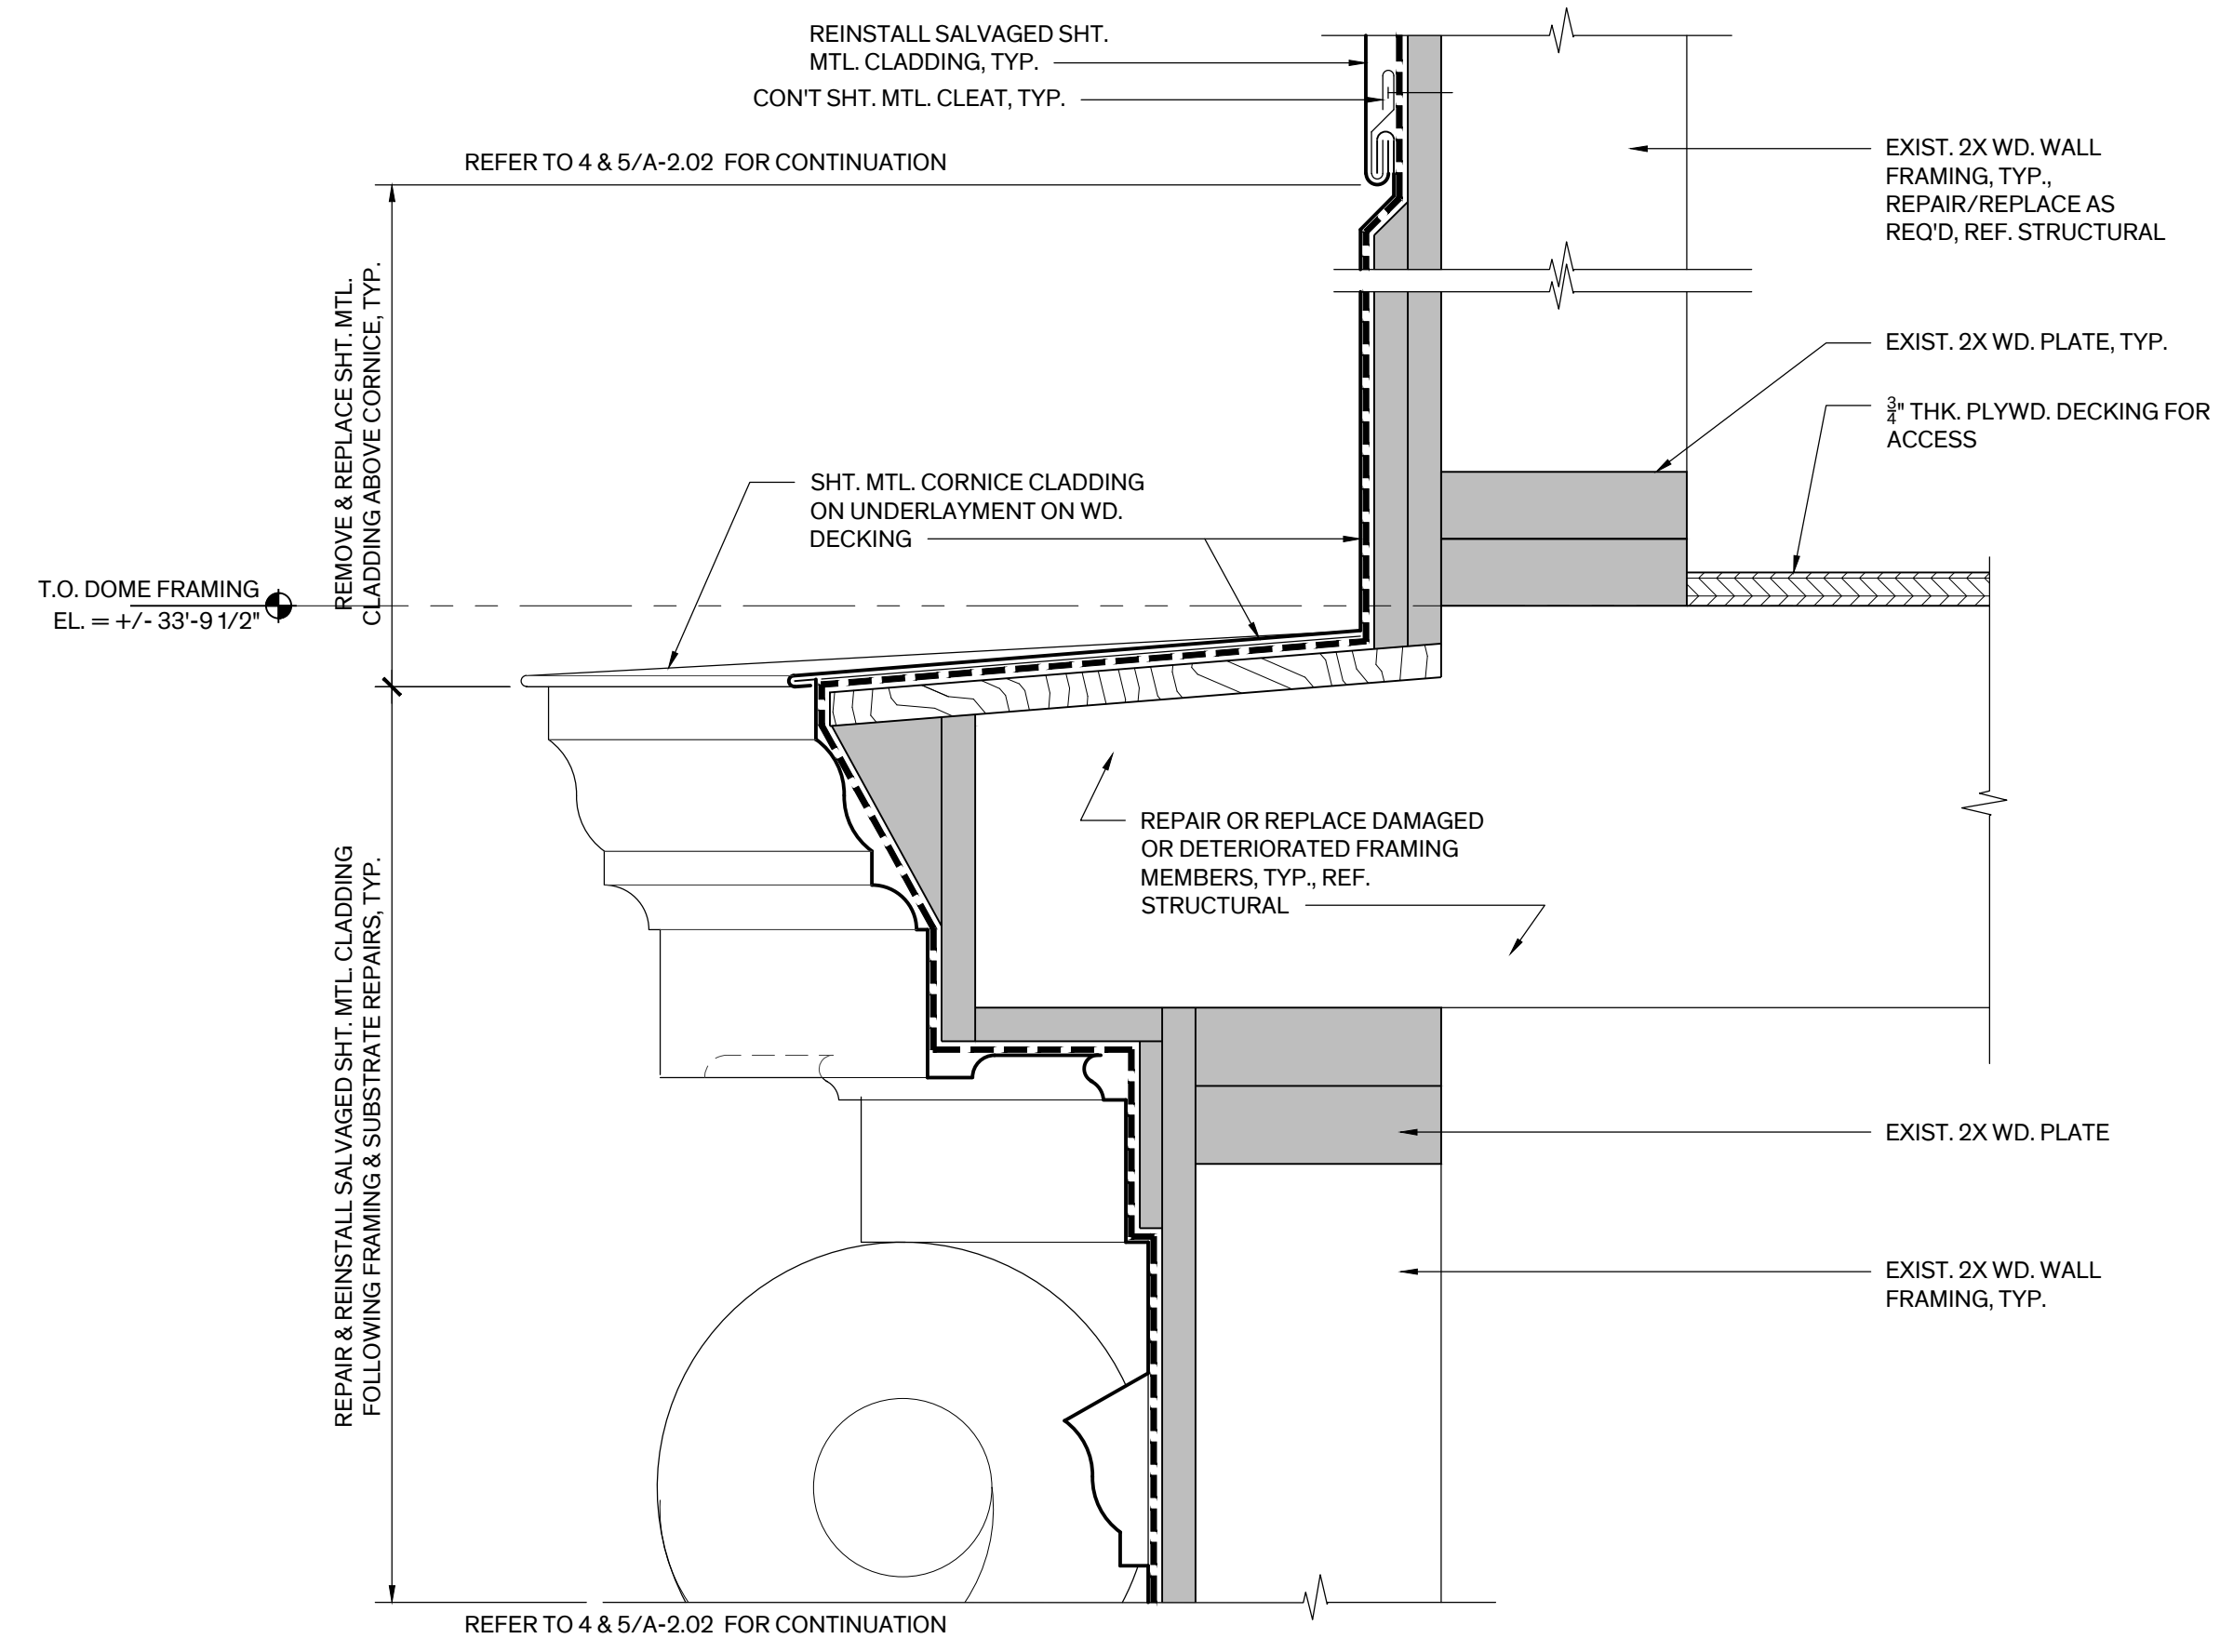 REINSTALL SALVAGED SHT.
MTL. CLADDING, TYP.
CON'T SHT. MTL. CLEAT, TYP.
REFER TO 4 & 5/A-2.02 FOR CONTINUATION
EXIST. 2X WD. WALL
FRAMING, TYP.,
REPAIR/REPLACE AS
REQ'D, REF. STRUCTURAL
REMOVE & REPLACE SHT. MTL.
CLADDING ABOVE CORNICE, TYP.
EXIST. 2X WD. PLATE, TYP.
3/4" THK. PLYWD. DECKING FOR
ACCESS
SHT. MTL. CORNICE CLADDING
ON UNDERLAYMENT ON WD.
DECKING
T.O. DOME FRAMING
EL. = +/- 33'-9 1/2"
REPAIR OR REPLACE DAMAGED
OR DETERIORATED FRAMING
MEMBERS, TYP., REF.
STRUCTURAL
REPAIR & REINSTALL SALVAGED SHT. MTL. CLADDING
FOLLOWING FRAMING & SUBSTRATE REPAIRS, TYP.
EXIST. 2X WD. PLATE
EXIST. 2X WD. WALL
FRAMING, TYP.
REFER TO 4 & 5/A-2.02 FOR CONTINUATION